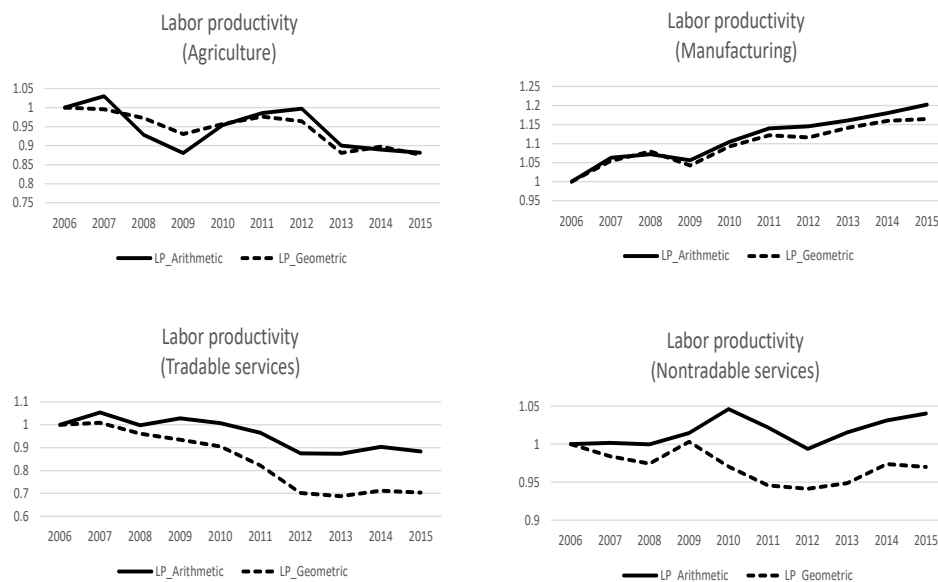 Labor productivity
(Agriculture)
1.05
1
0.95
0.9
0.85
0.8
0.75
2006 2007 2008 2009 2010 2011 2012 2013 2014 2015
LP_Arithmetic LP_Geometric
Labor productivity
(Manufacturing)
1.25
1.2
1.15
1.1
1.05
1
0.95
2006 2007 2008 2009 2010 2011 2012 2013 2014 2015
LP_Arithmetic LP_Geometric
Labor productivity
(Tradable services)
1.1
1
0.9
0.8
0.7
0.6
2006 2007 2008 2009 2010 2011 2012 2013 2014 2015
LP_Arithmetic LP_Geometric
Labor productivity
(Nontradable services)
1.05
1
0.95
0.9
2006 2007 2008 2009 2010 2011 2012 2013 2014 2015
LP_Arithmetic LP_Geometric